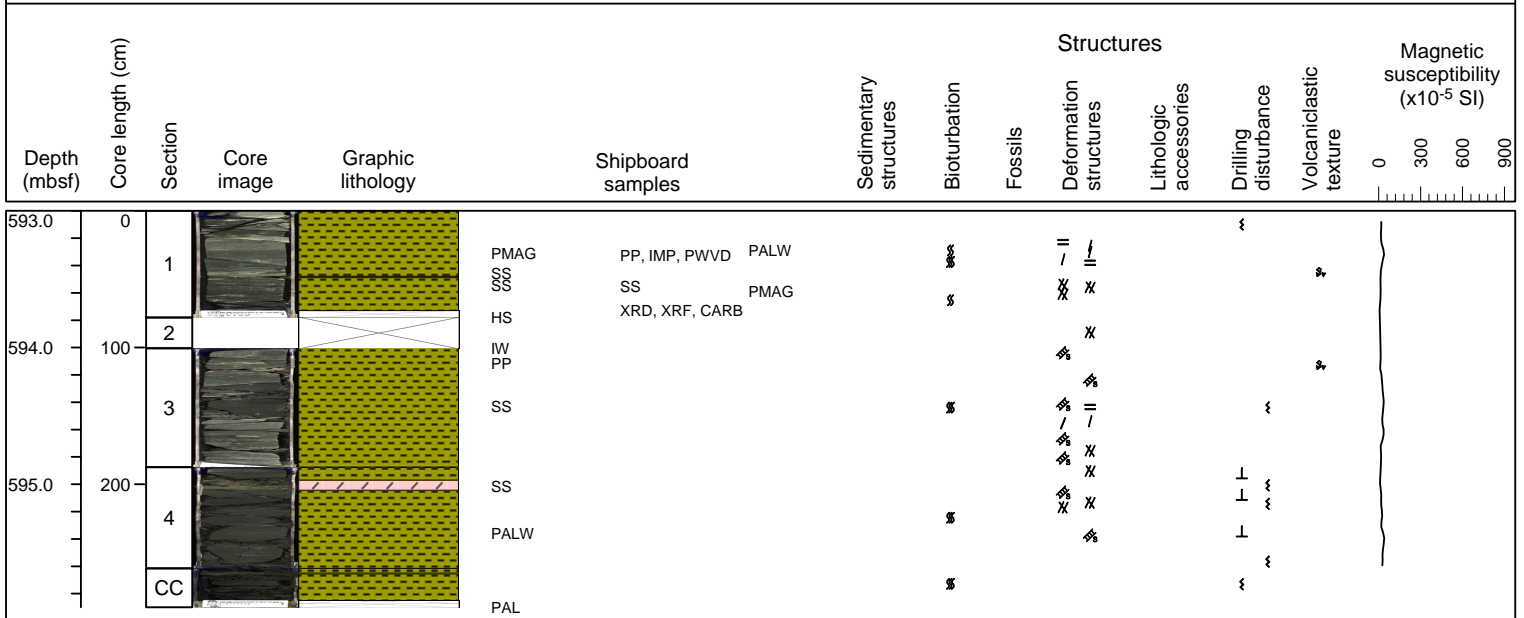 Depth
(mbsf)
Core length (cm)
Section
Core
image
Graphic
lithology
Shipboard
samples
Sedimentary
structures
Bioturbation
Fossils
Structures
Deformation
structures
Lithologic
accessories
Drilling
disturbance
Volcaniclastic
texture
Magnetic
susceptibility
(x10-5 SI)
0
300
600
900
593.0
594.0
595.0
0
100
200
1
2
3
4
CC
PMAG
PP, IMP, PWVD
PALW
SS
SS
SS
PMAG
XRD, XRF, CARB
HS
IW
PP
SS
SS
PALW
PAL